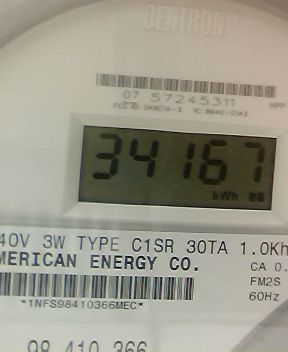 CENTRON®
07 57245311
MPP
34167
kWh
40V 3W TYPE C1SR 30TA 1.0Kh
MERICAN ENERGY CO.
CA 0.
FM2S
60Hz
*1NFS98410366MEC*
98 410 366